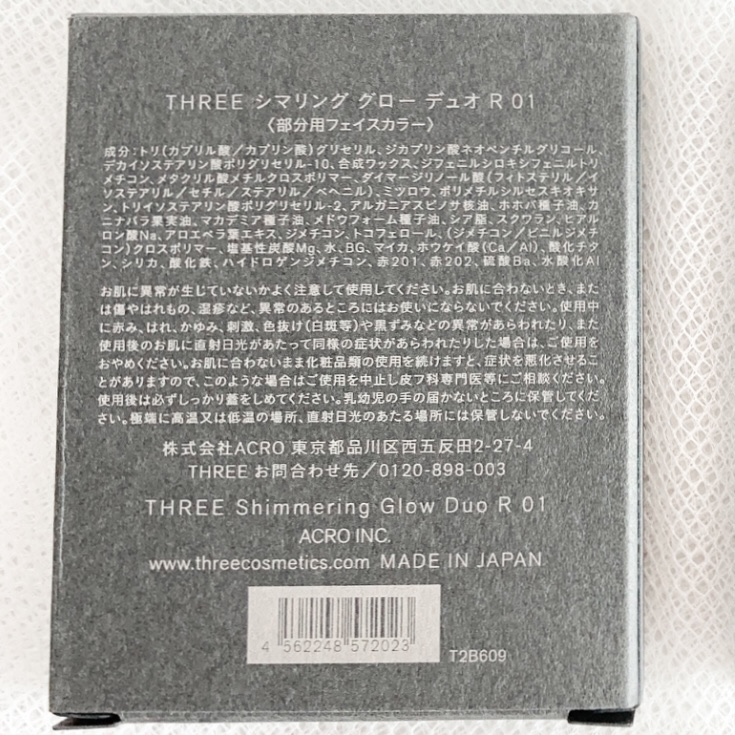 THREE シマリング グロー デュオ R 01
〈部分用フェイスカラー〉
成分:トリ(カプリル酸/カプリン酸)グリセリル、ジカプリン酸ネオペンチルグリコール、
デカイソステアリン酸ポリグリセリル-10、合成ワックス、ジフェニルシロキシフェニルトリ
メチコン、メタクリル酸メチルクロスポリマー、ダイマージリノール酸(フィトステリル/イ
ソステアリル/セチル/ステアリル/ベヘニル)、ミツロウ、ポリメチルシルセスキオキサ
ン、トリイソステアリン酸ポリグリセリル-2、アルガニアスピノサ核油、ホホバ種子油、カ
ニナバラ果実油、マカデミア種子油、メドウフォーム種子油、シア脂、スクワラン、ヒアル
ロン酸Na、アロエベラ葉エキス、ジメチコン、トコフェロール、(ジメチコン/ビニルジメチ
コン)クロスポリマー、塩基性炭酸Mg、水、BG、マイカ、ホウケイ酸(Ca/Al)、酸化チタ
ン、シリカ、酸化鉄、ハイドロゲンジメチコン、赤201、赤202、硫酸Ba、水酸化Al
お肌に異常が生じていないかよく注意して使用してください。お肌に合わないとき、また
は傷やはれもの、湿疹など、異常のあるところにはお使いにならないでください。使用中
に赤み、はれ、かゆみ、刺激、色抜け(白斑等)や黒ずみなどの異常があらわれたり、また
使用後のお肌に直射日光があたって同様の症状があらわれたりした場合は、ご使用を
おやめください。お肌に合わないまま化粧品類の使用を続けますと、症状を悪化させるこ
とがありますので、このような場合はご使用を中止し皮フ科専門医等にご相談ください。
使用後は必ずしっかり蓋をしめてください。乳幼児の手の届かないところに保管してくだ
さい。極端に高温又は低温の場所、直射日光のあたる場所には保管しないでください。
株式会社ACRO 東京都品川区西五反田2-27-4
THREE お問合わせ先/0120-898-003
THREE Shimmering Glow Duo R 01
ACRO INC.
www.threecosmetics.com MADE IN JAPAN
4 562248 572023
T2B609